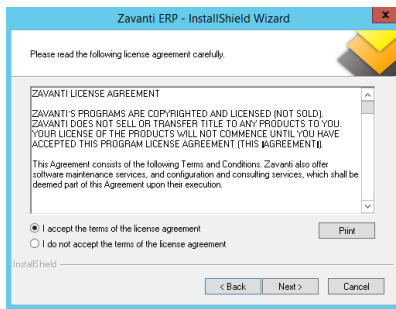 Zavanti ERP - InstallShield Wizard
x
Please read the following license agreement carefully.
ZAVANTI LICENSE AGREEMENT
ZAVANTI'S PROGRAMS ARE COPYRIGHTED AND LICENSED (NOT SOLD).
ZAVANTI DOES NOT SELL OR TRANSFER TITLE TO ANY PRODUCTS TO YOU.
YOUR LICENSE OF THE PRODUCTS WILL NOT COMMENCE UNTIL YOU HAVE
ACCEPTED THIS PROGRAM LICENSE AGREEMENT (THIS ‖AGREEMENT‖).
This Agreement consists of the following Terms and Conditions. Zavanti also offer
software maintenance services, and configuration and consulting services, which shall be
deemed part of this Agreement upon their execution.
I accept the terms of the license agreement
Print
I do not accept the terms of the license agreement
InstallShield
< Back
Next >
Cancel